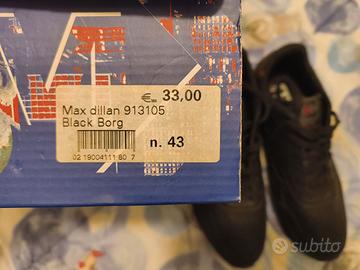 € 33,00
Max dillan 913105
Black Borg
n. 43
02 19004111 80 7
subito